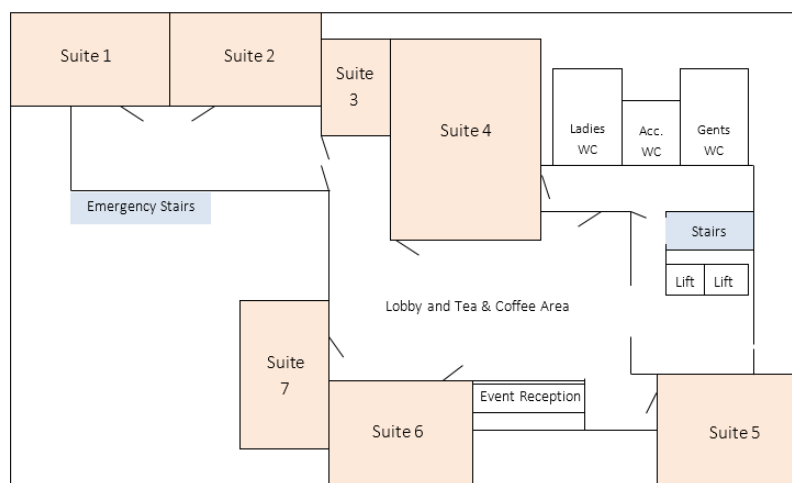 Suite 1
Suite 2
Suite
3
Suite 4
Ladies
WC
Acc.
WC
Gents
WC
Emergency Stairs
Stairs
Lift
Lift
Lobby and Tea & Coffee Area
Suite
7
Event Reception
Suite 6
Suite 5